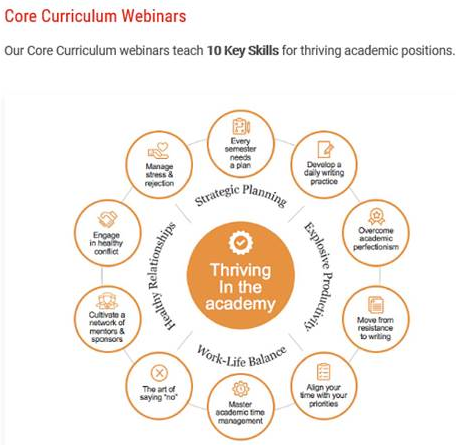 Core Curriculum Webinars
Our Core Curriculum webinars teach 10 Key Skills for thriving academic positions.
Every
semester
needs
a plan
Manage
stress &
rejection
Develop a
daily writing
practice
Strategic Planning
Engage
in healthy
conflict
Healthy Relationships
Explosive Productivity
Overcome
academic
perfectionism
Thriving
In the
academy
Cultivate a
network of
mentors &
sponsors
Move from
resistance
to writing
Work-Life Balance
The art of
saying "no"
Master
academic time
management
Align your
time with your
priorities